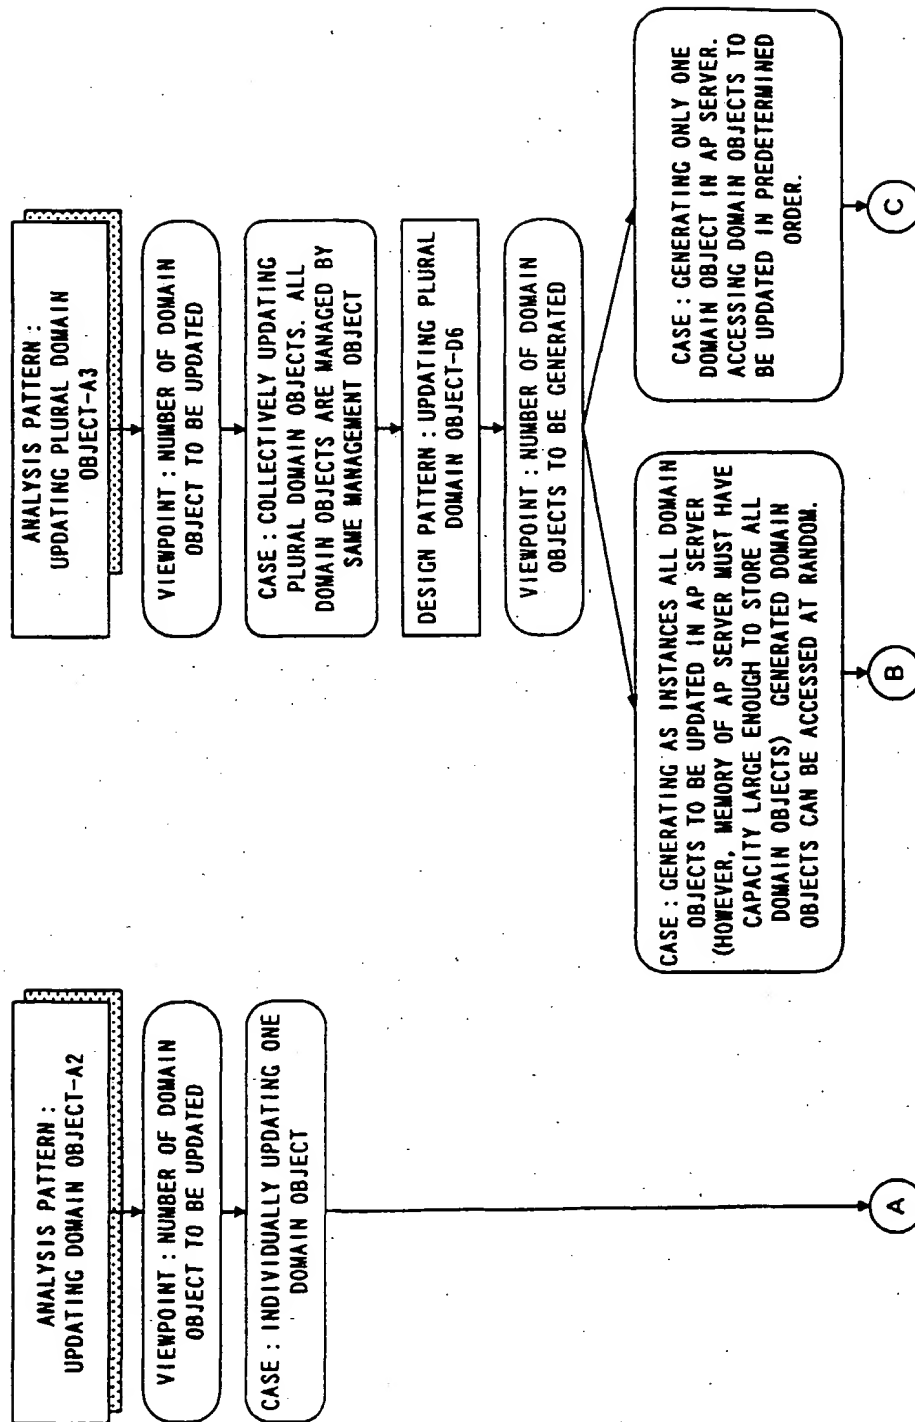 ANALYSIS PATTERN :
UPDATING DOMAIN OBJECT-A2
VIEWPOINT : NUMBER OF DOMAIN
OBJECT TO BE UPDATED
CASE : INDIVIDUALLY UPDATING ONE
DOMAIN OBJECT
A
ANALYSIS PATTERN :
UPDATING PLURAL DOMAIN
OBJECT-A3
VIEWPOINT : NUMBER OF DOMAIN
OBJECT TO BE UPDATED
CASE : COLLECTIVELY UPDATING
PLURAL DOMAIN OBJECTS. ALL
DOMAIN OBJECTS ARE MANAGED BY
SAME MANAGEMENT OBJECT
DESIGN PATTERN : UPDATING PLURAL
DOMAIN OBJECT-D6
VIEWPOINT : NUMBER OF DOMAIN
OBJECTS TO BE GENERATED
CASE : GENERATING AS INSTANCES ALL DOMAIN
OBJECTS TO BE UPDATED IN AP SERVER
(HOWEVER, MEMORY OF AP SERVER MUST HAVE
CAPACITY LARGE ENOUGH TO STORE ALL
DOMAIN OBJECTS) GENERATED DOMAIN
OBJECTS CAN BE ACCESSED AT RANDOM.
B
CASE : GENERATING ONLY ONE
DOMAIN OBJECT IN AP SERVER.
ACCESSING DOMAIN OBJECTS TO
BE UPDATED IN PREDETERMINED
ORDER.
C